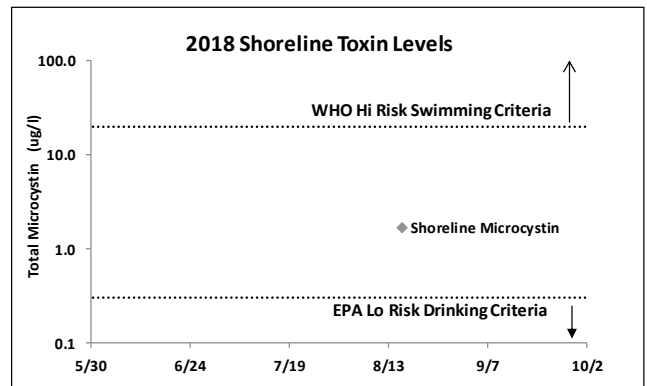 2018 Shoreline Toxin Levels
Total Microcystin (ug/l)
100.0
10.0
1.0
0.1
WHO Hi Risk Swimming Criteria
Shoreline Microcystin
EPA Lo Risk Drinking Criteria
5/30 6/24 7/19 8/13 9/7 10/2